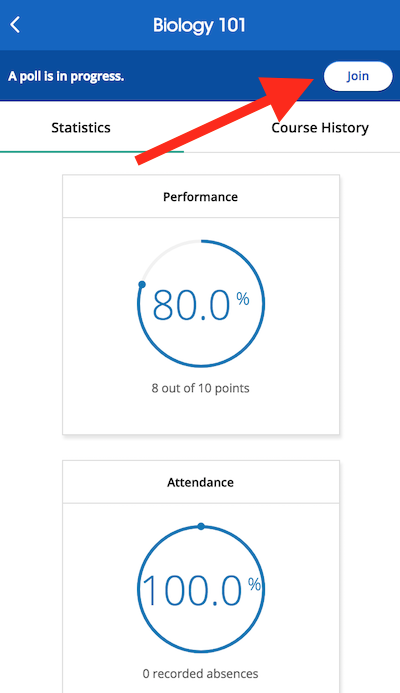 Biology 101
A poll is in progress.
Join
Statistics
Course History
Performance
80.0 %
8 out of 10 points
Attendance
100.0 %
0 recorded absences